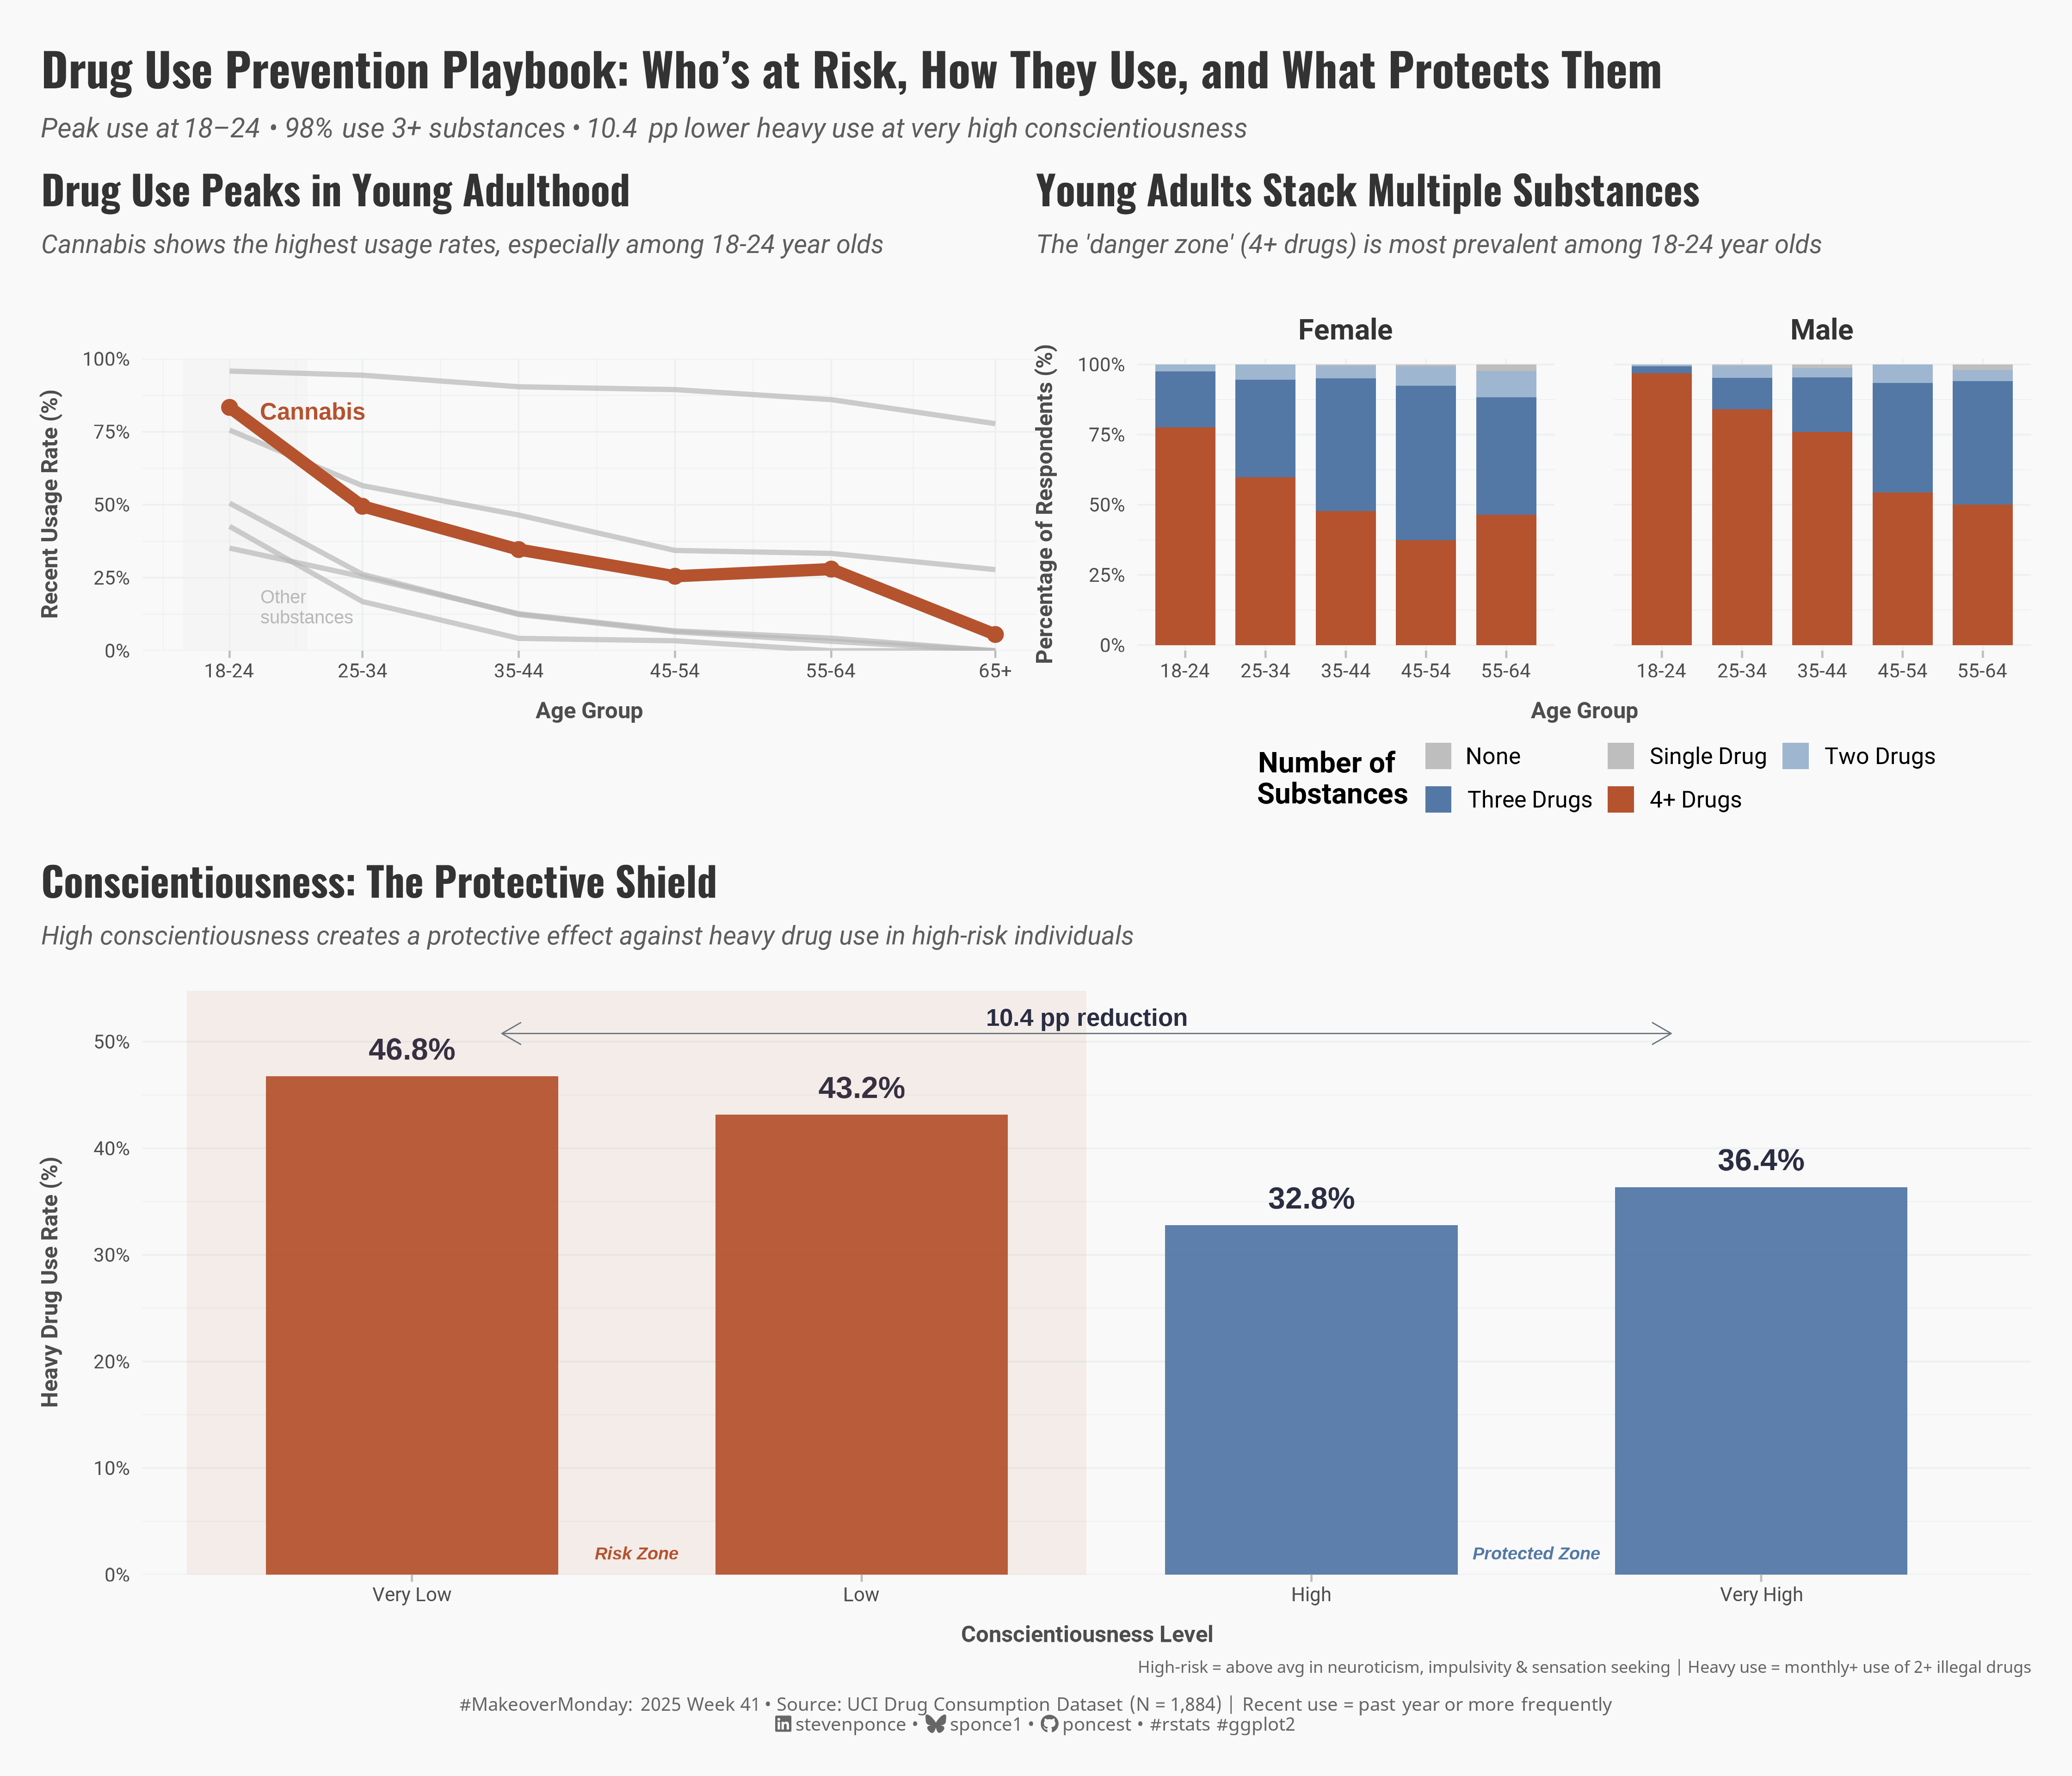 Drug Use Prevention Playbook: Who’s at Risk, How They Use, and What Protects Them
Peak use at 18–24 • 98% use 3+ substances • 10.4 pp lower heavy use at very high conscientiousness
Drug Use Peaks in Young Adulthood
Cannabis shows the highest usage rates, especially among 18-24 year olds
Recent Usage Rate (%)
100%
75%
50%
25%
0%
Cannabis
Other
substances
18-24
25-34
35-44
45-54
55-64
65+
Age Group
Young Adults Stack Multiple Substances
The 'danger zone' (4+ drugs) is most prevalent among 18-24 year olds
Percentage of Respondents (%)
Female
Male
100%
75%
50%
25%
0%
18-24
25-34
35-44
45-54
55-64
18-24
25-34
35-44
45-54
55-64
Age Group
Number of
Substances
None
Single Drug
Two Drugs
Three Drugs
4+ Drugs
Conscientiousness: The Protective Shield
High conscientiousness creates a protective effect against heavy drug use in high-risk individuals
Heavy Drug Use Rate (%)
50%
40%
30%
20%
10%
0%
10.4 pp reduction
46.8%
43.2%
32.8%
36.4%
Risk Zone
Protected Zone
Very Low
Low
High
Very High
Conscientiousness Level
High-risk = above avg in neuroticism, impulsivity & sensation seeking | Heavy use = monthly+ use of 2+ illegal drugs
#MakeoverMonday: 2025 Week 41 • Source: UCI Drug Consumption Dataset (N = 1,884) | Recent use = past year or more frequently
stevenponce • sponce1 • poncest • #rstats #ggplot2